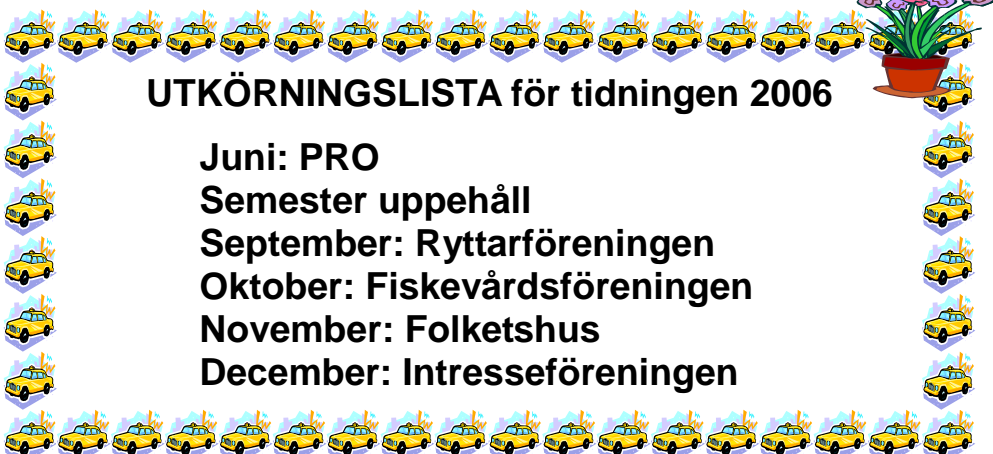 UTKÖRNINGSLISTA för tidningen 2006
Juni: PRO
Semester uppehåll
September: Ryttarföreningen
Oktober: Fiskevårdsföreningen
November: Folketshus
December: Intresseföreningen